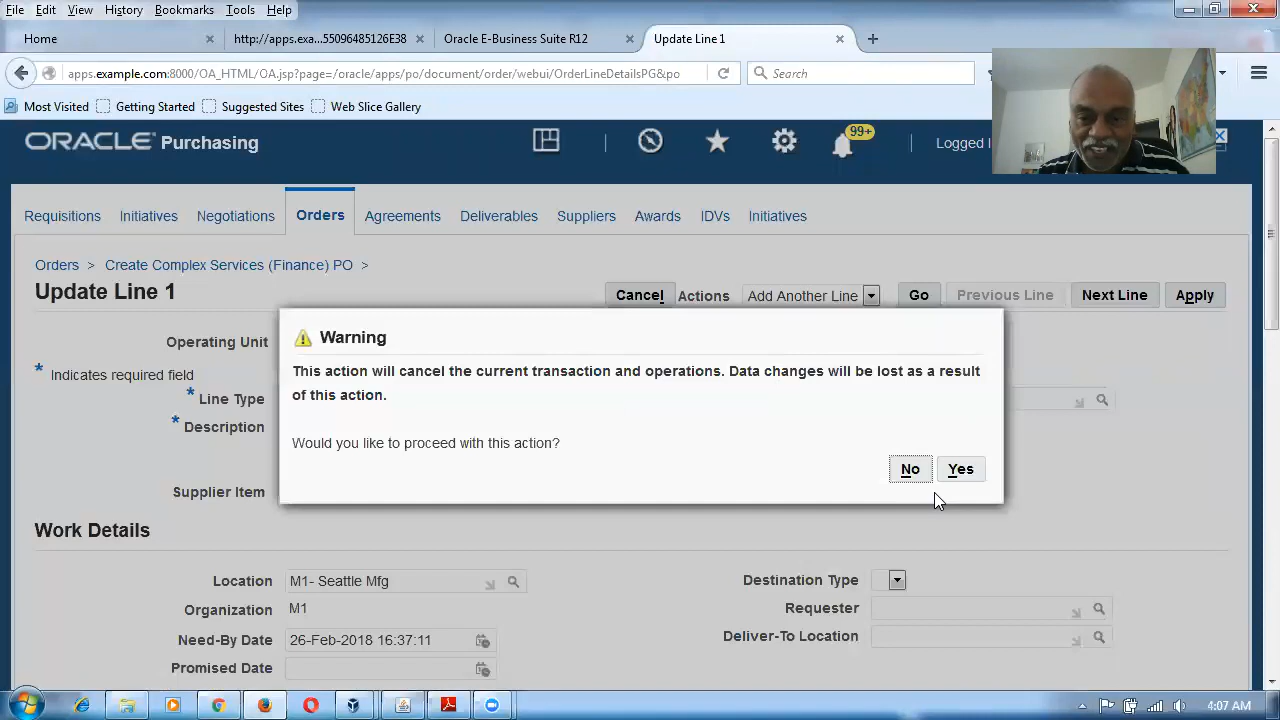 File Edit View History Bookmarks Tools Help
Home
http://apps.exa...55096485126E38
Oracle E-Business Suite R12
Update Line 1
apps.example.com:8000/OA_HTML/OA.jsp?page=/oracle/apps/po/document/order/webui/OrderLineDetailsPG&po
Search
Most Visited Getting Started Suggested Sites Web Slice Gallery
ORACLE Purchasing
99+
Logged I
Requisitions Initiatives Negotiations Orders Agreements Deliverables Suppliers Awards IDVs Initiatives
Orders > Create Complex Services (Finance) PO >
Update Line 1
Cancel Actions Add Another Line Go Previous Line Next Line Apply
Operating Unit
* Indicates required field
* Line Type
* Description
Supplier Item
Warning
This action will cancel the current transaction and operations. Data changes will be lost as a result
of this action.
Would you like to proceed with this action?
No Yes
Work Details
Location M1- Seattle Mfg
Organization M1
Need-By Date 26-Feb-2018 16:37:11
Promised Date
Destination Type
Requester
Deliver-To Location
4:07 AM